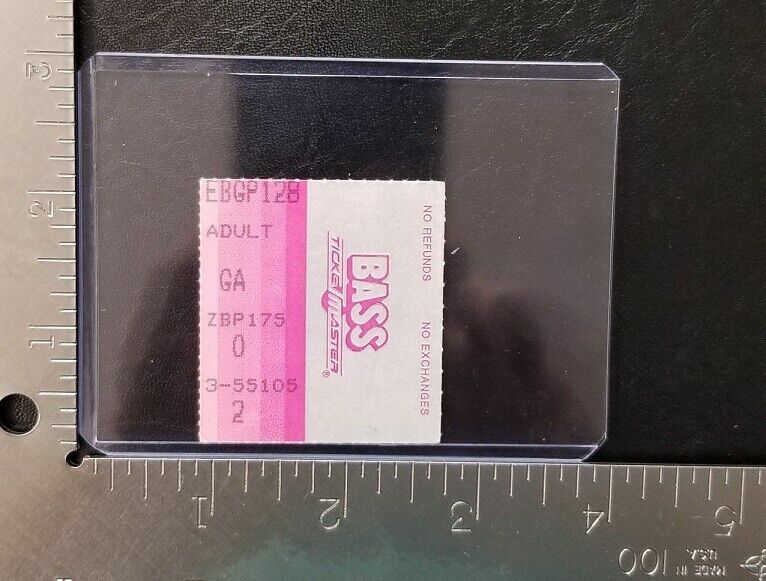 EBGP128
ADULT
GA
ZBP175
0
3-55105
2
BASS
TICKETMASTER®
NO REFUNDS NO EXCHANGES
3
2
1
1
2
3
4
5
100
MADE IN
U.S.A.